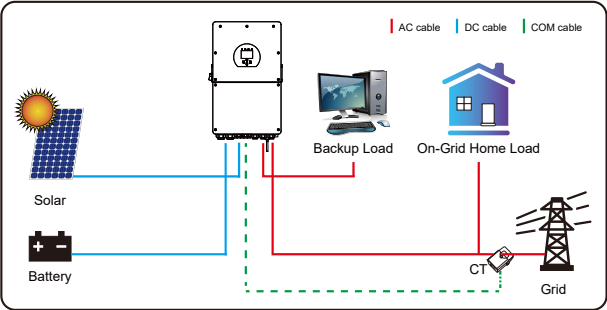 AC cable
DC cable
COM cable
Backup Load
On-Grid Home Load
Solar
Battery
CT
Grid